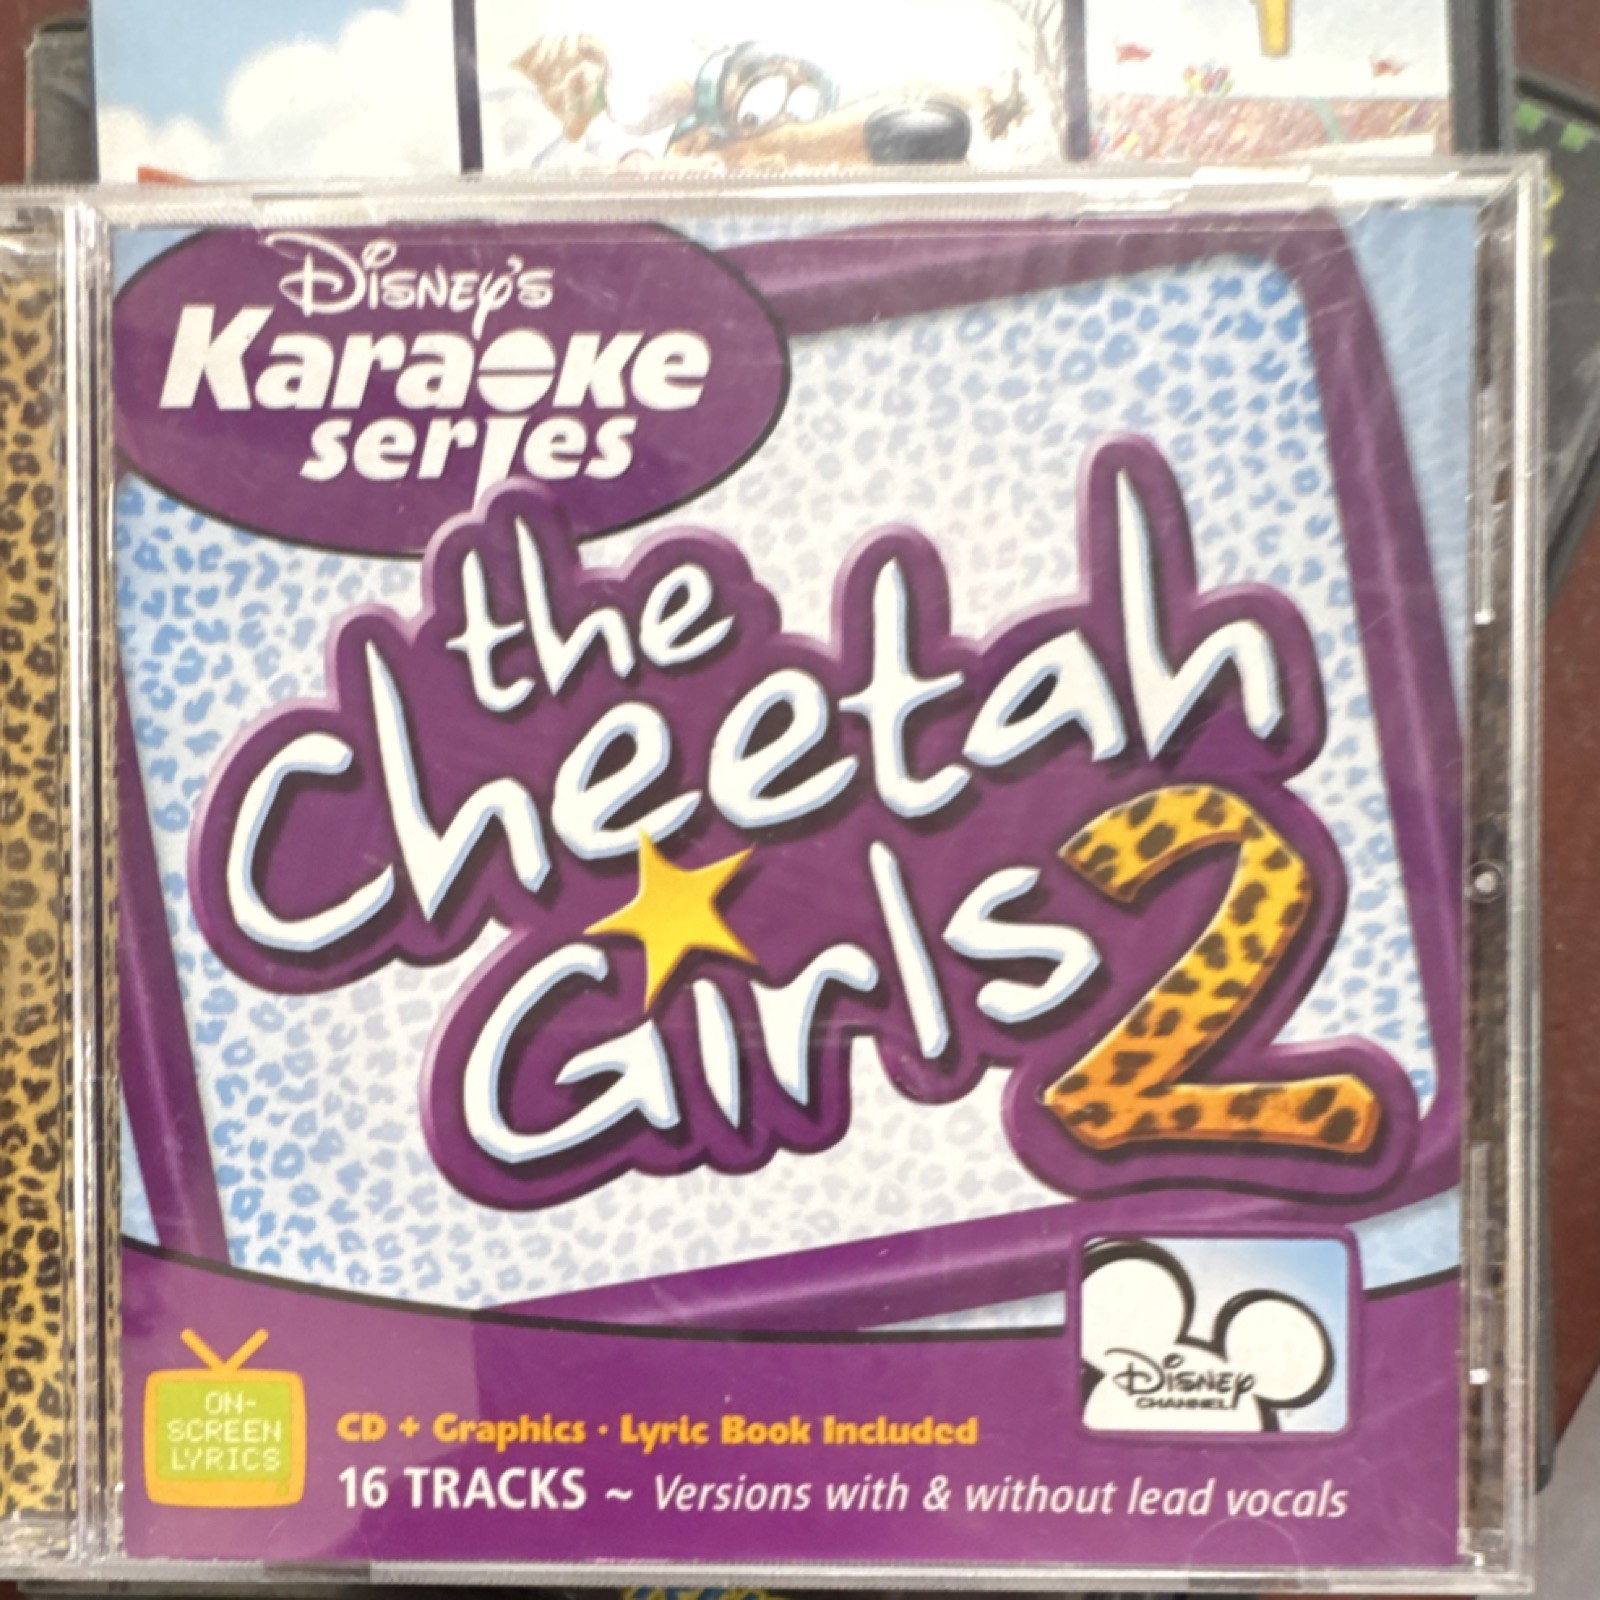 Disney's
Karaoke
series
the
Cheetah
Girls 2
ON-
SCREEN
LYRICS
CD + Graphics · Lyric Book Included
16 TRACKS ~ Versions with & without lead vocals
Disney
CHANNEL